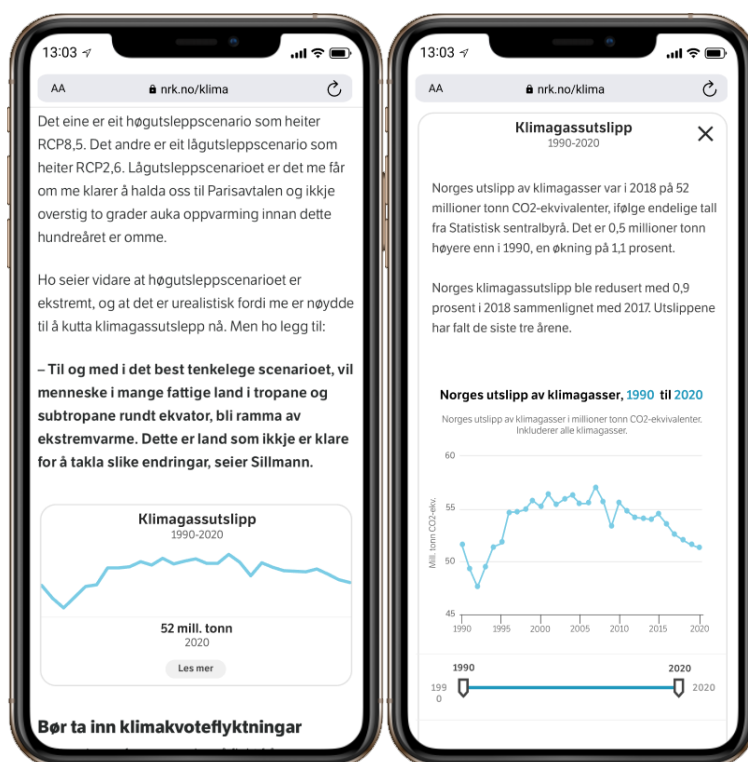 13:03
AA
nrk.no/klima
Det eine er eit høgutsleppscenario som heiter
RCP8,5. Det andre er eit lågutsleppscenario som
heiter RCP2,6. Lågutsleppscenarioet er det me får
om me klarer å halda oss til Parisavtalen og ikkje
overstig to grader auka oppvarming innan dette
hundreåret er omme.
Ho seier vidare at høgutsleppscenarioet er
ekstremt, og at det er urealistisk fordi me er nøydde
til å kutta klimagassutslepp nå. Men ho legg til:
– Til og med i det best tenkelege scenarioet, vil
menneske i mange fattige land i tropane og
subtropane rundt ekvator, bli ramma av
ekstremvarme. Dette er land som ikkje er klare
for å takla slike endringar, seier Sillmann.
Klimagassutslipp
1990-2020
52 mill. tonn
2020
Les mer
Bør ta inn klimakvoteflyktningar
13:03
AA
nrk.no/klima
Klimagassutslipp
1990-2020
Norges utslipp av klimagasser var i 2018 på 52
millioner tonn CO2-ekvivalenter, ifølge endelige tall
fra Statistisk sentralbyrå. Det er 0,5 millioner tonn
høyere enn i 1990, en økning på 1,1 prosent.
Norges klimagassutslipp ble redusert med 0,9
prosent i 2018 sammenlignet med 2017. Utslippene
har falt de siste tre årene.
Norges utslipp av klimagasser, 1990 til 2020
Norges utslipp av klimagasser i millioner tonn CO2-ekvivalenter.
Inkluderer alle klimagasser.
Mill. tonn CO2-ekv.
60
55
50
45
1990 1995 2000 2005 2010 2015 2020
1990 2020
199
0
2020